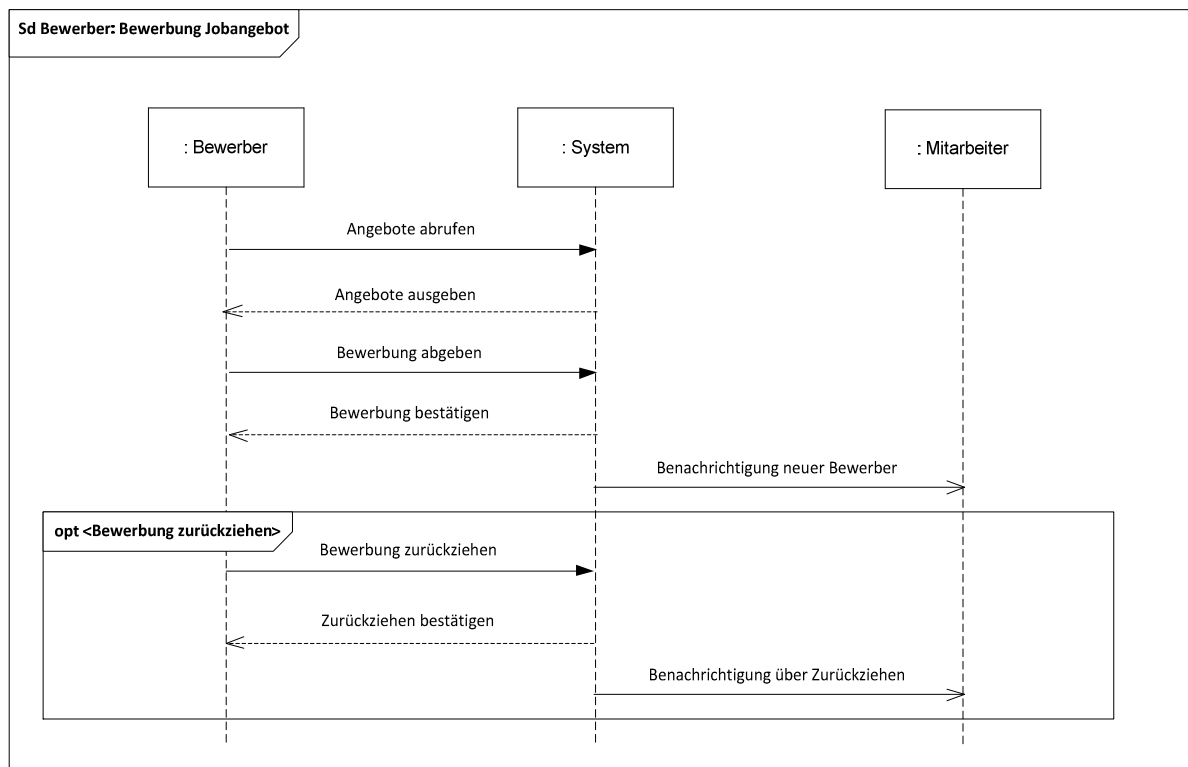 Sd Bewerber: Bewerbung Jobangebot
: Bewerber
: System
: Mitarbeiter
Angebote abrufen
Angebote ausgeben
Bewerbung abgeben
Bewerbung bestätigen
Benachrichtigung neuer Bewerber
opt <Bewerbung zurückziehen>
Bewerbung zurückziehen
Zurückziehen bestätigen
Benachrichtigung über Zurückziehen